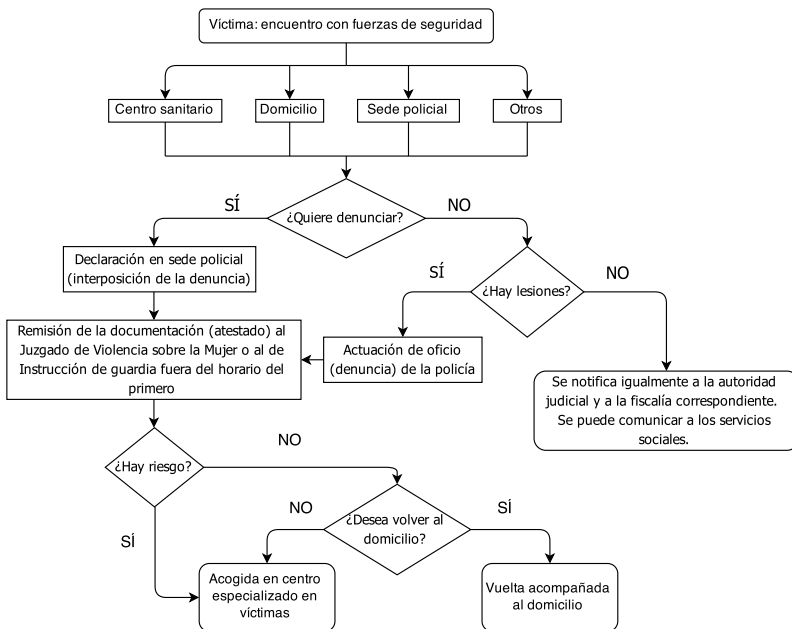 Víctima: encuentro con fuerzas de seguridad
Centro sanitario
Domicilio
Sede policial
Otros
¿Quiere denunciar?
SÍ
NO
Declaración en sede policial
(interposición de la denuncia)
¿Hay lesiones?
SÍ
NO
Remisión de la documentación (atestado) al
Juzgado de Violencia sobre la Mujer o al de
Instrucción de guardia fuera del horario del
primero
Actuación de oficio
(denuncia) de la policía
Se notifica igualmente a la autoridad
judicial y a la fiscalía correspondiente.
Se puede comunicar a los servicios
sociales.
¿Hay riesgo?
NO
SÍ
¿Desea volver al
domicilio?
NO
SÍ
Acogida en centro
especializado en
víctimas
Vuelta acompañada
al domicilio